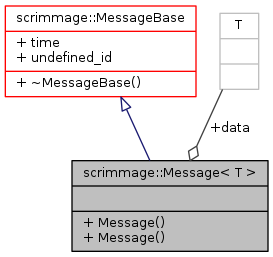 scrimmage::MessageBase
+ time
+ undefined_id
+ ~MessageBase()
T
+data
scrimmage::Message< T >
+ Message()
+ Message()